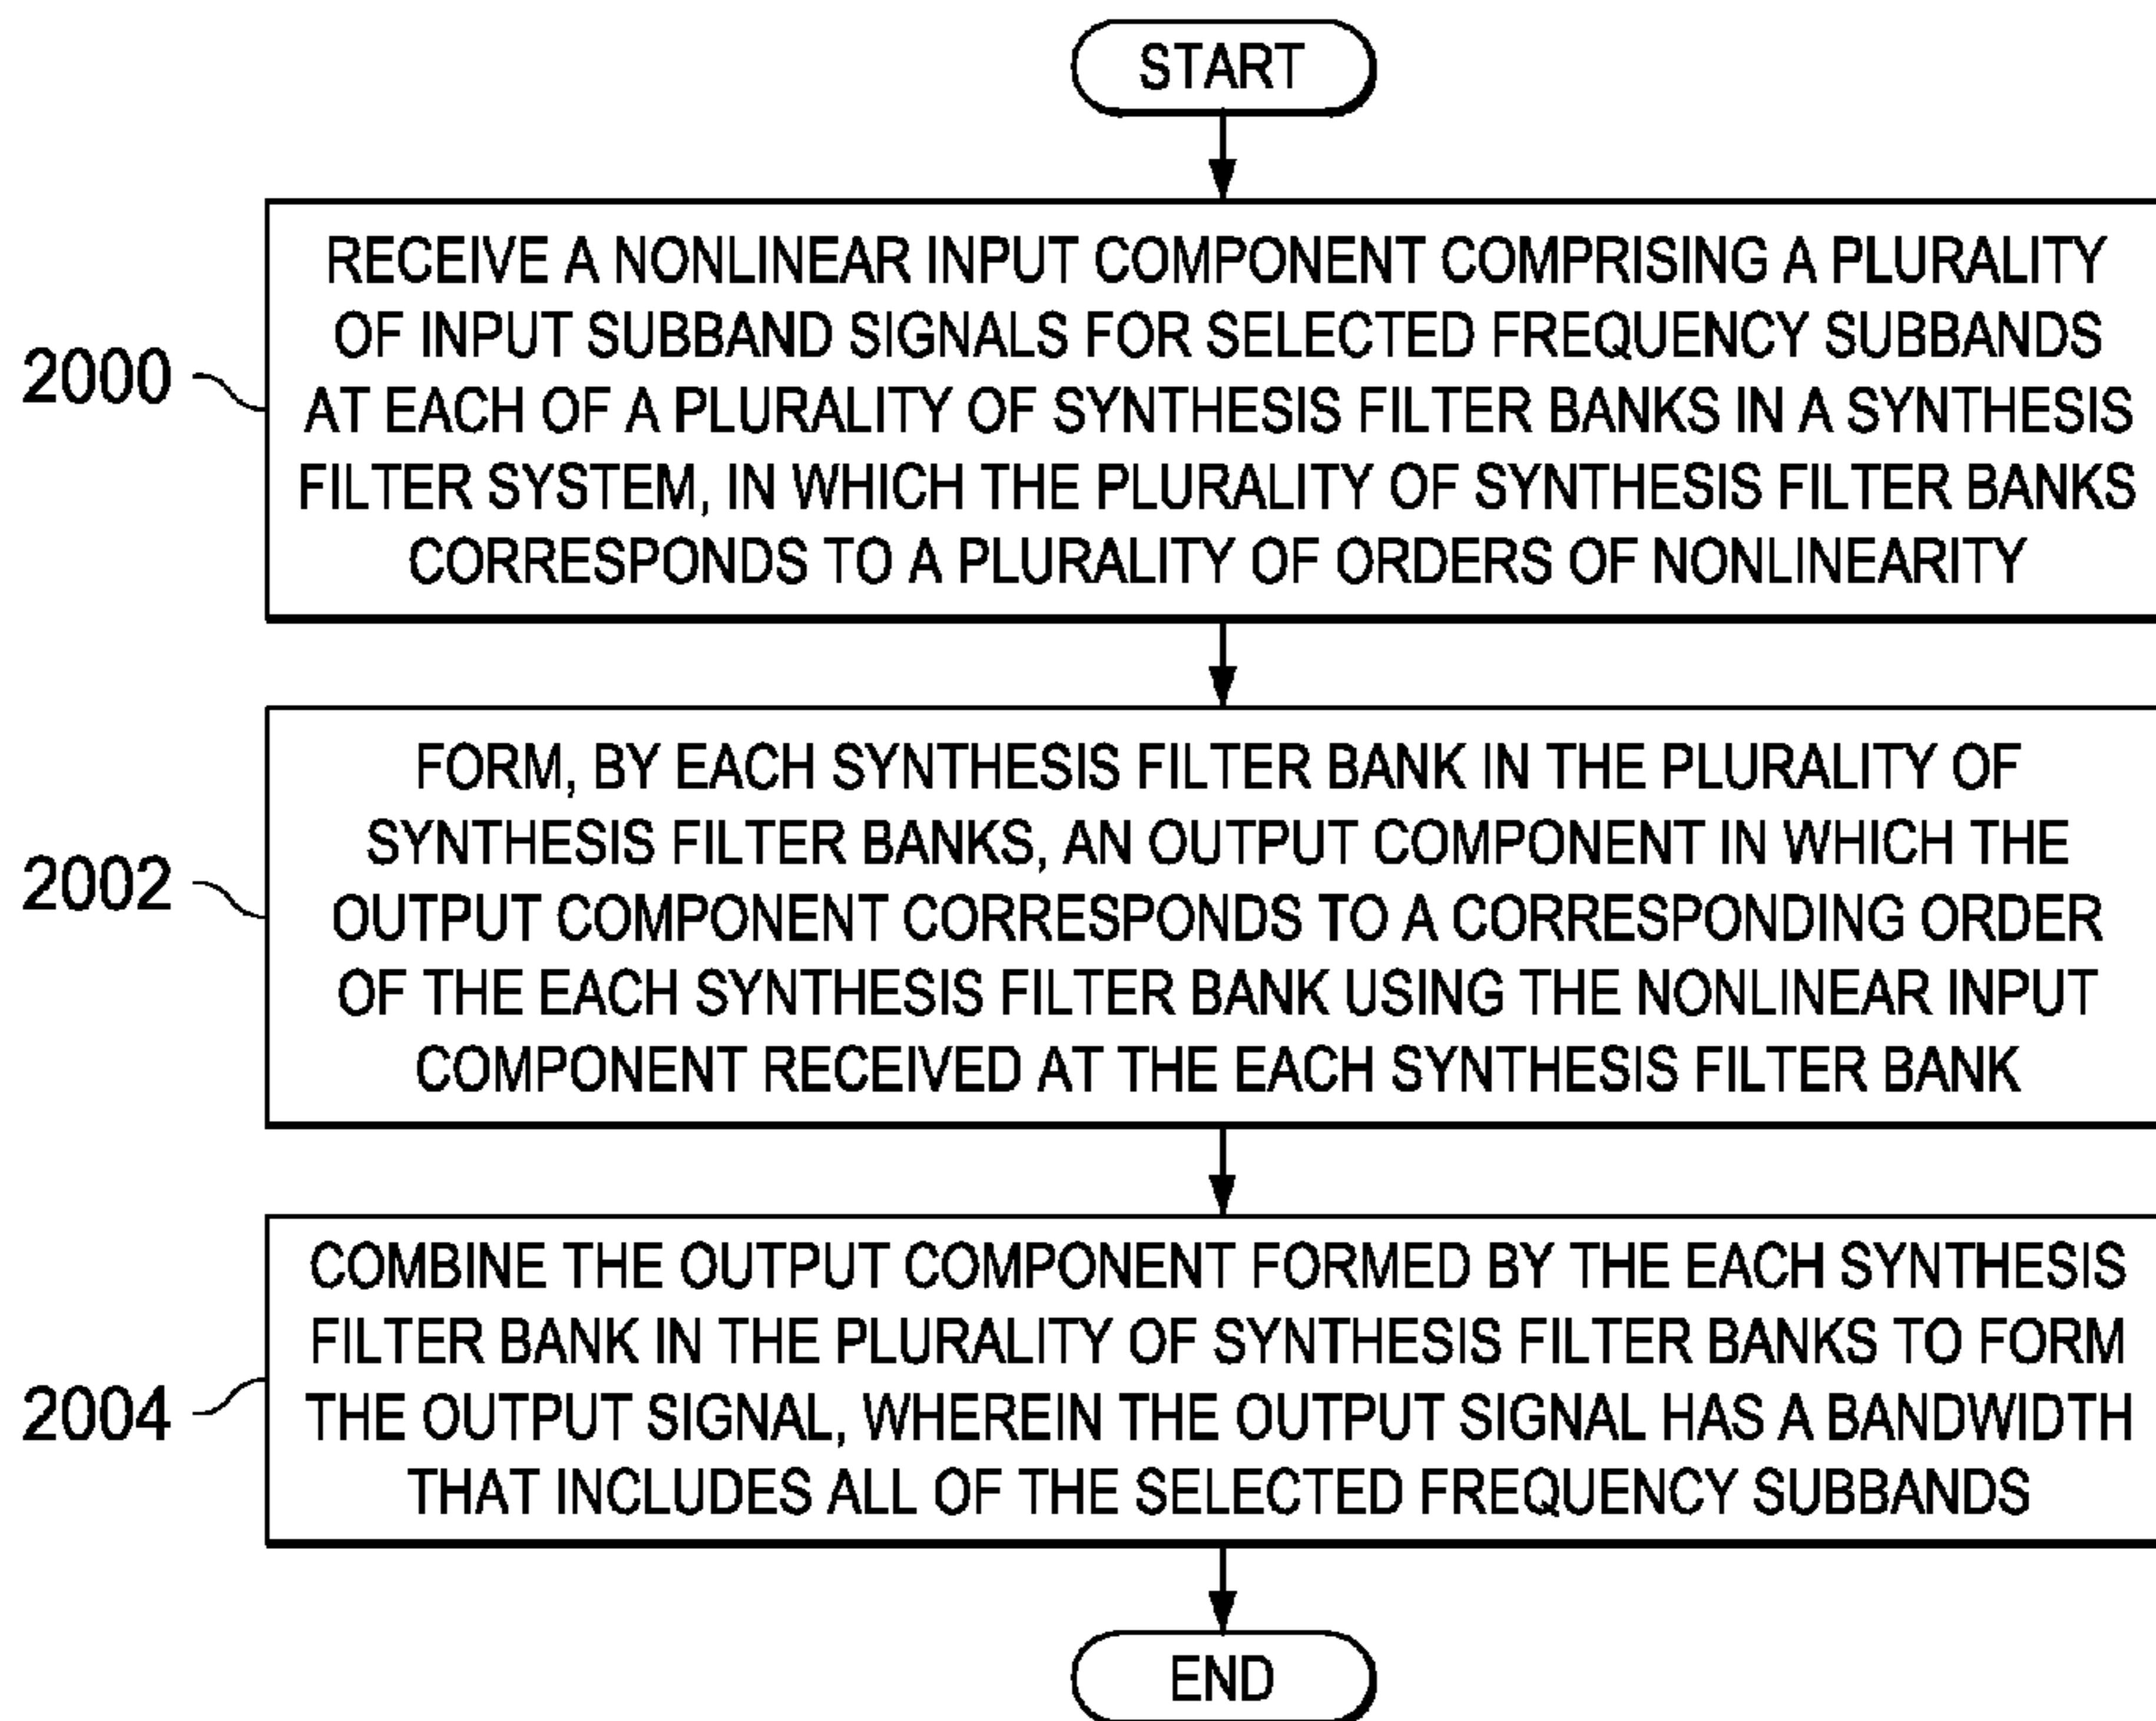 START
RECEIVE A NONLINEAR INPUT COMPONENT COMPRISING A PLURALITY
OF INPUT SUBBAND SIGNALS FOR SELECTED FREQUENCY SUBBANDS
2000
AT EACH OF A PLURALITY OF SYNTHESIS FILTER BANKS IN A SYNTHESIS
FILTER SYSTEM, IN WHICH THE PLURALITY OF SYNTHESIS FILTER BANKS
CORRESPONDS TO A PLURALITY OF ORDERS OF NONLINEARITY
FORM, BY EACH SYNTHESIS FILTER BANK IN THE PLURALITY OF
SYNTHESIS FILTER BANKS, AN OUTPUT COMPONENT IN WHICH THE
2002
OUTPUT COMPONENT CORRESPONDS TO A CORRESPONDING ORDER
OF THE EACH SYNTHESIS FILTER BANK USING THE NONLINEAR INPUT
COMPONENT RECEIVED AT THE EACH SYNTHESIS FILTER BANK
COMBINE THE OUTPUT COMPONENT FORMED BY THE EACH SYNTHESIS
FILTER BANK IN THE PLURALITY OF SYNTHESIS FILTER BANKS TO FORM
2004
THE OUTPUT SIGNAL, WHEREIN THE OUTPUT SIGNAL HAS A BANDWIDTH
THAT INCLUDES ALL OF THE SELECTED FREQUENCY SUBBANDS
END